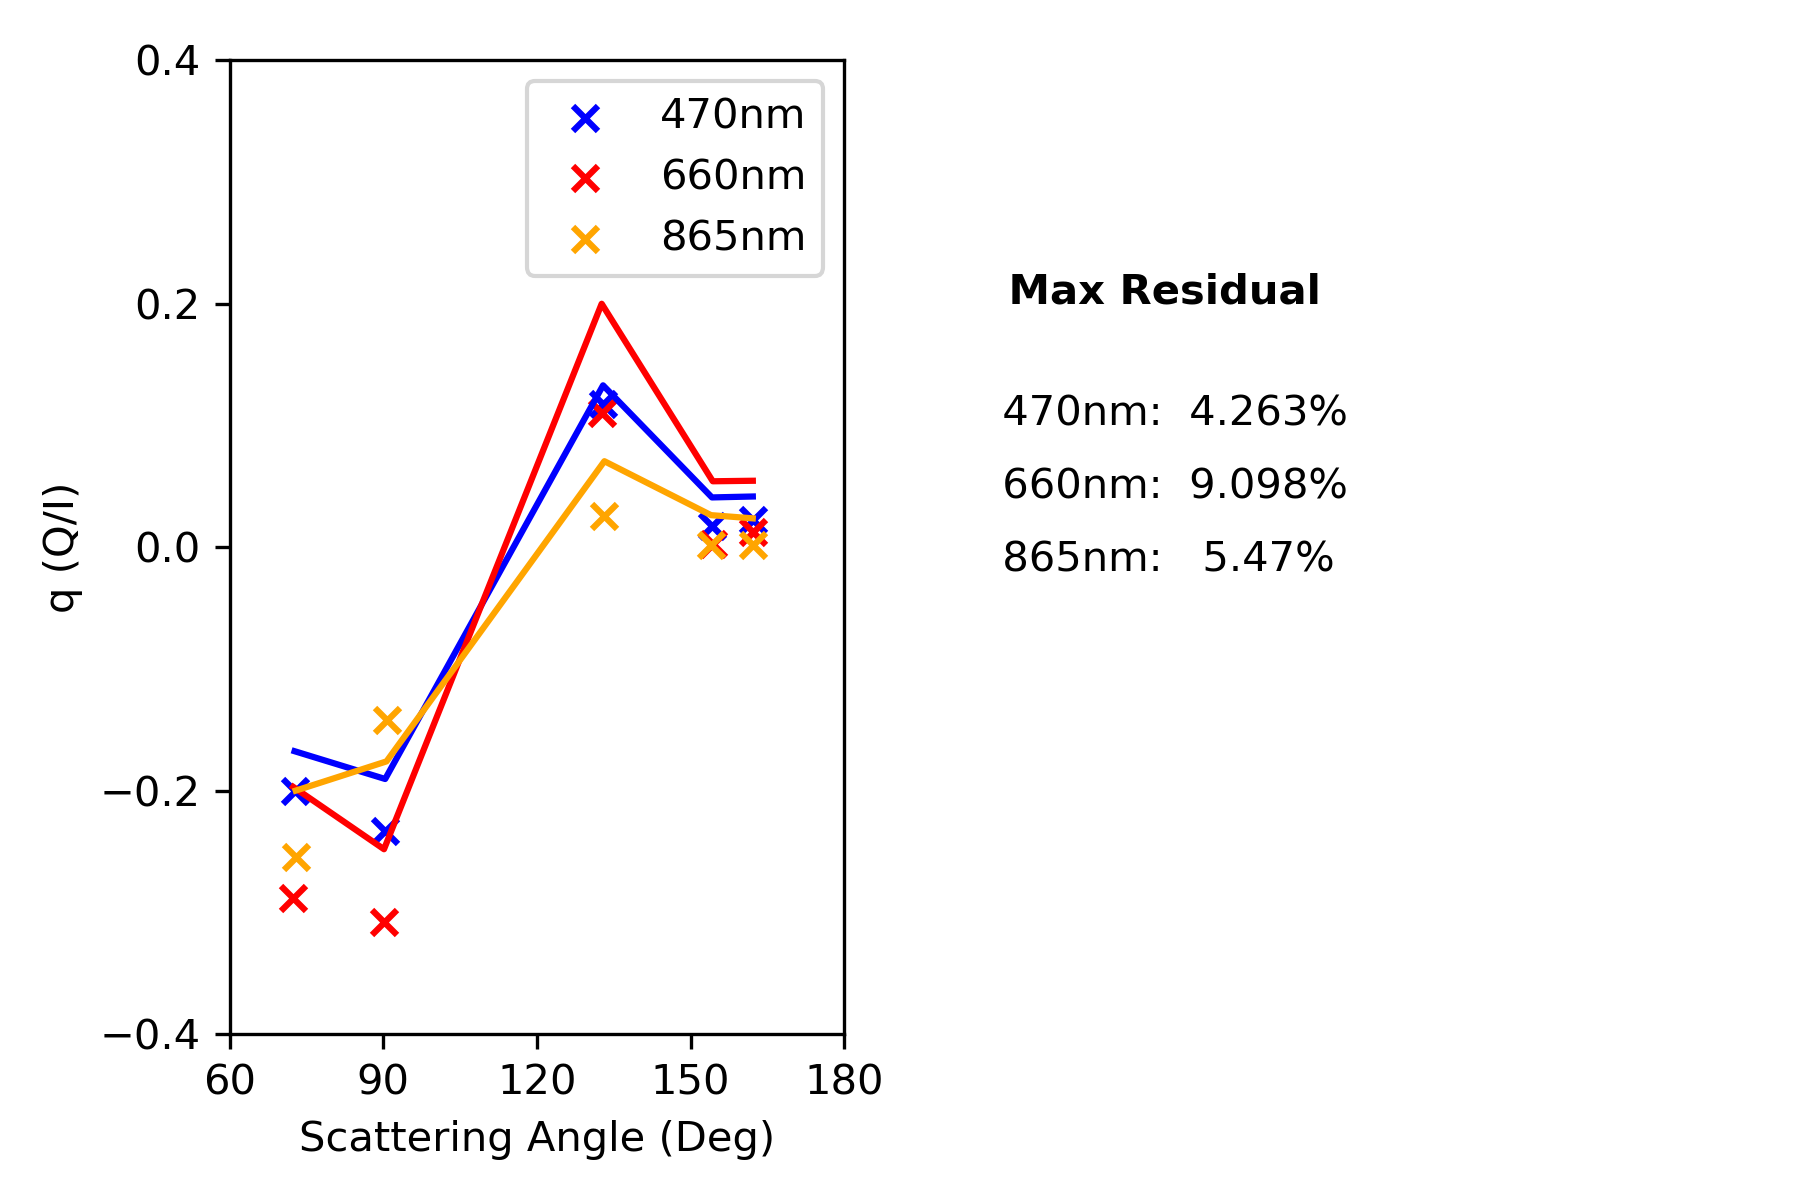 0.4
0.2
0.0
−0.2
−0.4
q (Q/I)
60 90 120 150 180
Scattering Angle (Deg)
470nm
660nm
865nm
Max Residual
470nm: 4.263%
660nm: 9.098%
865nm: 5.47%